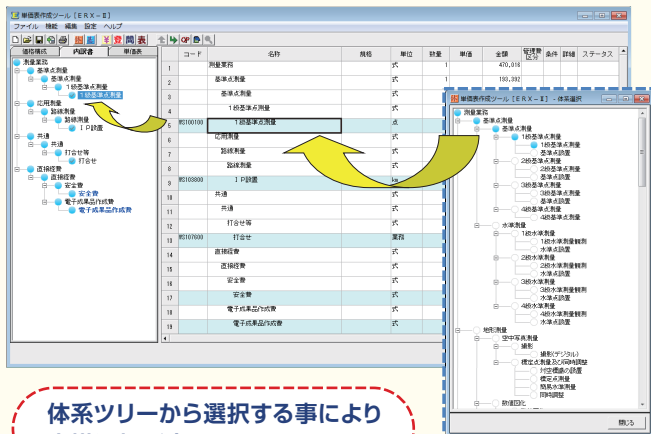 単価表作成ツール [ERX-Ⅱ]
ファイル 機能 編集 設定 ヘルプ
価格構成 内訳書 単価表
測量業務
基準点測量
基準点測量
1級基準点測量
1級基準点測量
応用測量
路線測量
路線測量
IP設置
共通
共通
打合せ等
打合せ
直接経費
直接経費
安全費
安全費
電子成果品作成費
電子成果品作成費
コード 名称 規格 単位 数量 単価 金額 管理費区分 条件 詳細 ステータス
1 測量業務 式 1 470,016
2 基準点測量 式 1 193,392
3 基準点測量 式
4 1級基準点測量 式
5 1級基準点測量 点
6 応用測量 式
7 路線測量 式
8 路線測量 式
9 IP設置 km
10 共通 式
11 共通 式
12 打合せ等 式
13 打合せ 業務
14 直接経費 式
15 直接経費 式
16 安全費 式
17 安全費 式
18 電子成果品作成費 式
19 電子成果品作成費 式
単価表作成ツール [ERX-Ⅱ] - 体系選択
測量業務
基準点測量
基準点測量
1級基準点測量
1級基準点測量
基準点設置
2級基準点測量
2級基準点測量
基準点設置
3級基準点測量
3級基準点測量
基準点設置
4級基準点測量
4級基準点測量
水準測量
1級水準測量
1級水準測量観測
水準点設置
2級水準測量
2級水準測量観測
水準点設置
3級水準測量
3級水準測量観測
水準点設置
4級水準測量
4級水準測量観測
水準点設置
地形測量
空中写真測量
撮影
撮影(デジタル)
標定点測量及び同時調整
対空標識の設置
標定点測量
簡易水準測量
同時調整
数値図化
閉じる
体系ツリーから選択する事により